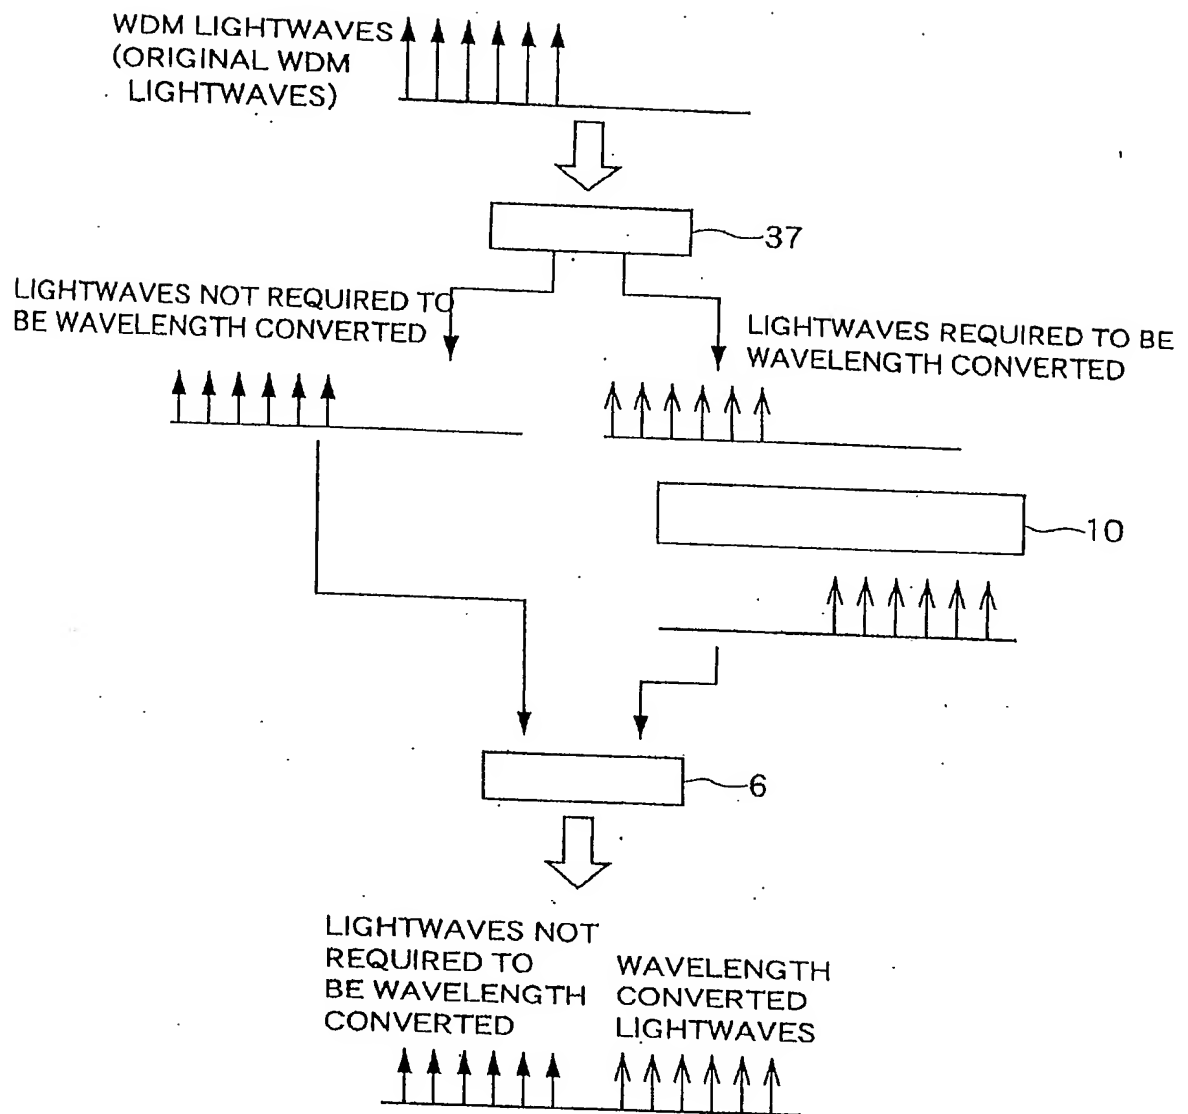 WDM LIGHTWAVES
(ORIGINAL WDM
LIGHTWAVES)
37
LIGHTWAVES NOT REQUIRED TO
BE WAVELENGTH CONVERTED
LIGHTWAVES REQUIRED TO BE
WAVELENGTH CONVERTED
10
6
LIGHTWAVES NOT
REQUIRED TO
BE WAVELENGTH
CONVERTED
WAVELENGTH
CONVERTED
LIGHTWAVES